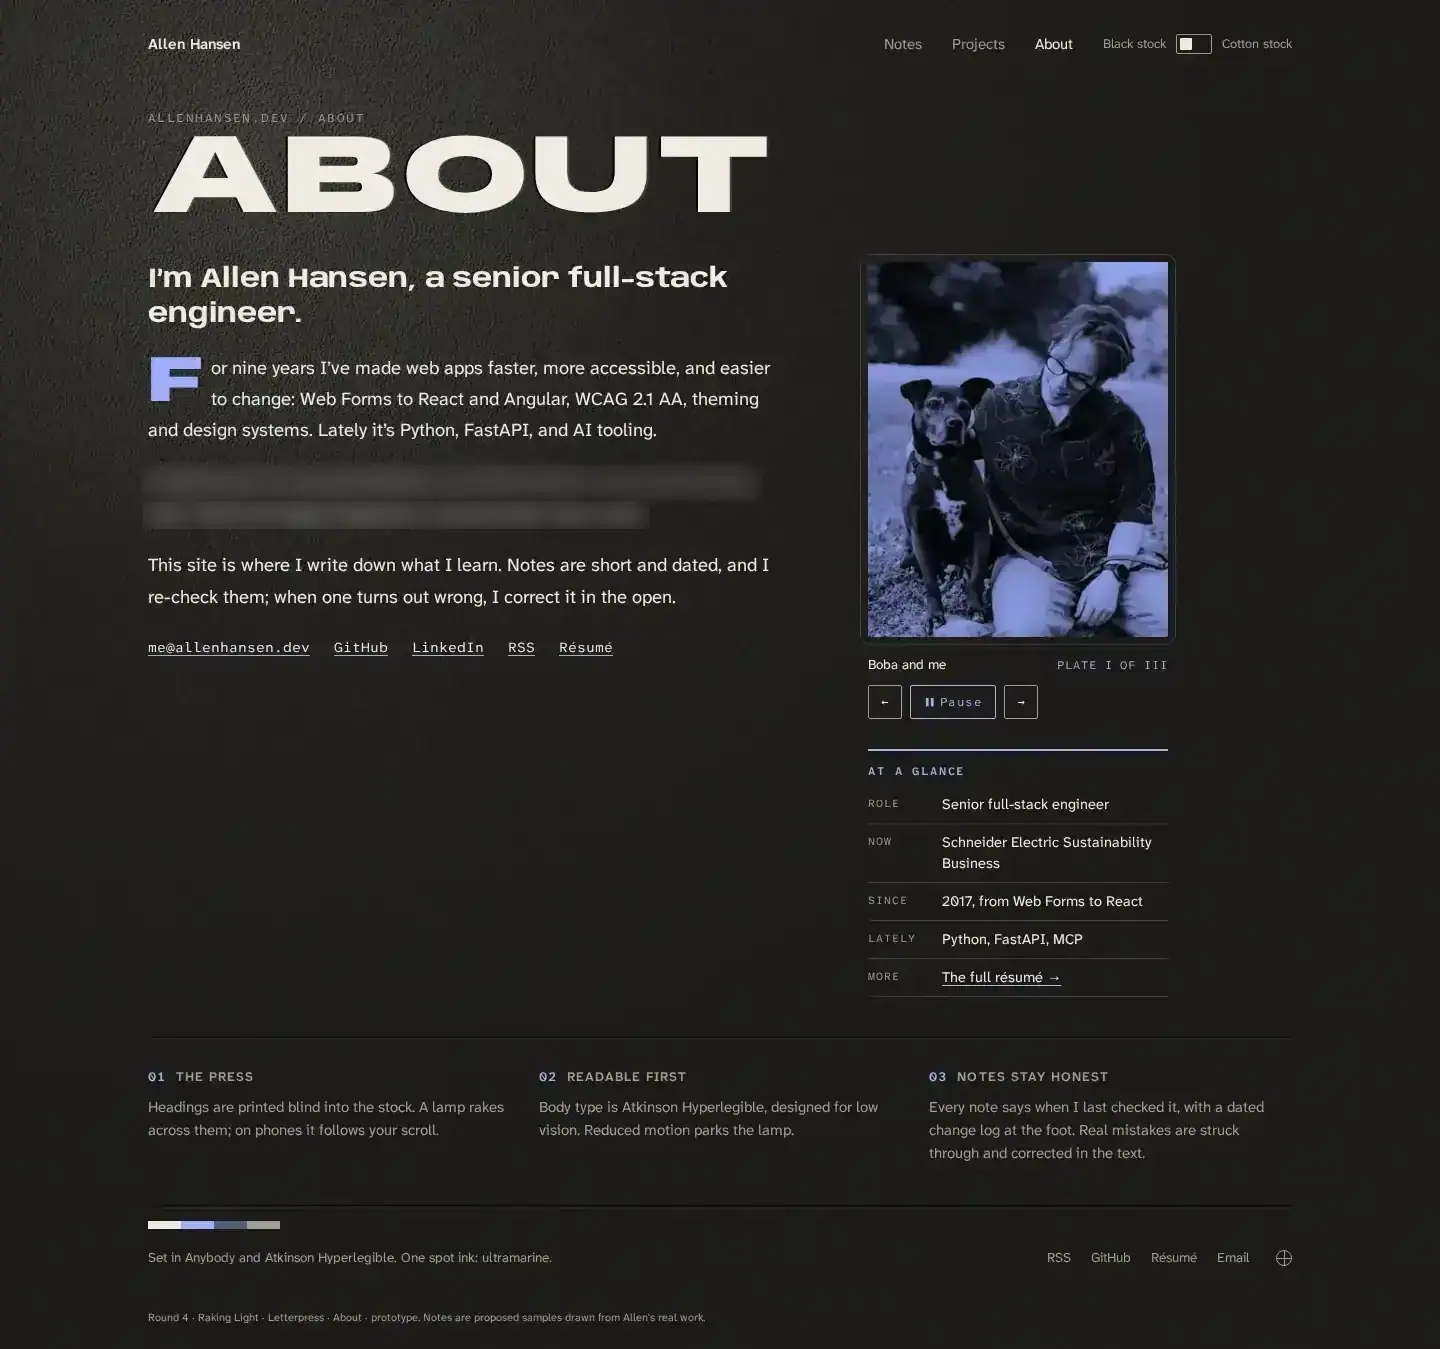 Allen Hansen
Notes Projects About Black stock Cotton stock
ALLENHANSEN.DEV / ABOUT
ABOUT
I'm Allen Hansen, a senior full-stack
engineer.
For nine years I've made web apps faster, more accessible, and easier
to change: Web Forms to React and Angular, WCAG 2.1 AA, theming
and design systems. Lately it's Python, FastAPI, and AI tooling.
This site is where I write down what I learn. Notes are short and dated, and I
re-check them; when one turns out wrong, I correct it in the open.
me@allenhansen.dev GitHub LinkedIn RSS Résumé
Boba and me PLATE I OF III
← Pause →
AT A GLANCE
ROLE Senior full-stack engineer
NOW Schneider Electric Sustainability
Business
SINCE 2017, from Web Forms to React
LATELY Python, FastAPI, MCP
MORE The full résumé →
01 THE PRESS
Headings are printed blind into the stock. A lamp rakes
across them; on phones it follows your scroll.
02 READABLE FIRST
Body type is Atkinson Hyperlegible, designed for low
vision. Reduced motion parks the lamp.
03 NOTES STAY HONEST
Every note says when I last checked it, with a dated
change log at the foot. Real mistakes are struck
through and corrected in the text.
Set in Anybody and Atkinson Hyperlegible. One spot ink: ultramarine.
RSS GitHub Résumé Email
Round 4 · Raking Light · Letterpress · About · prototype. Notes are proposed samples drawn from Allen's real work.